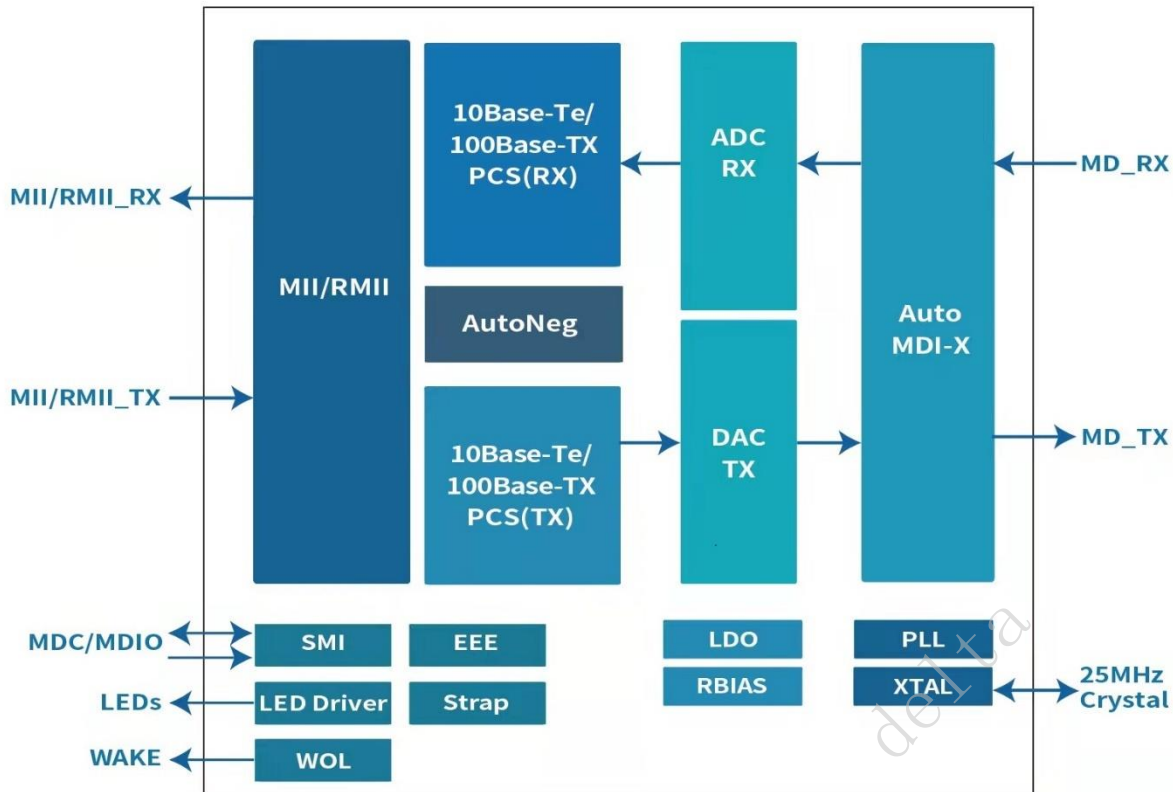 10Base-Te/
100Base-TX
PCS(RX)
ADC
RX
MD_RX
MII/RMII_RX
MII/RMII
AutoNeg
Auto
MDI-X
MII/RMII_TX
10Base-Te/
100Base-TX
PCS(TX)
DAC
TX
MD_TX
MDC/MDIO
SMI
EEE
LDO
PLL
LEDs
LED Driver
Strap
RBIAS
XTAL
25MHz
Crystal
WAKE
WOL
delta